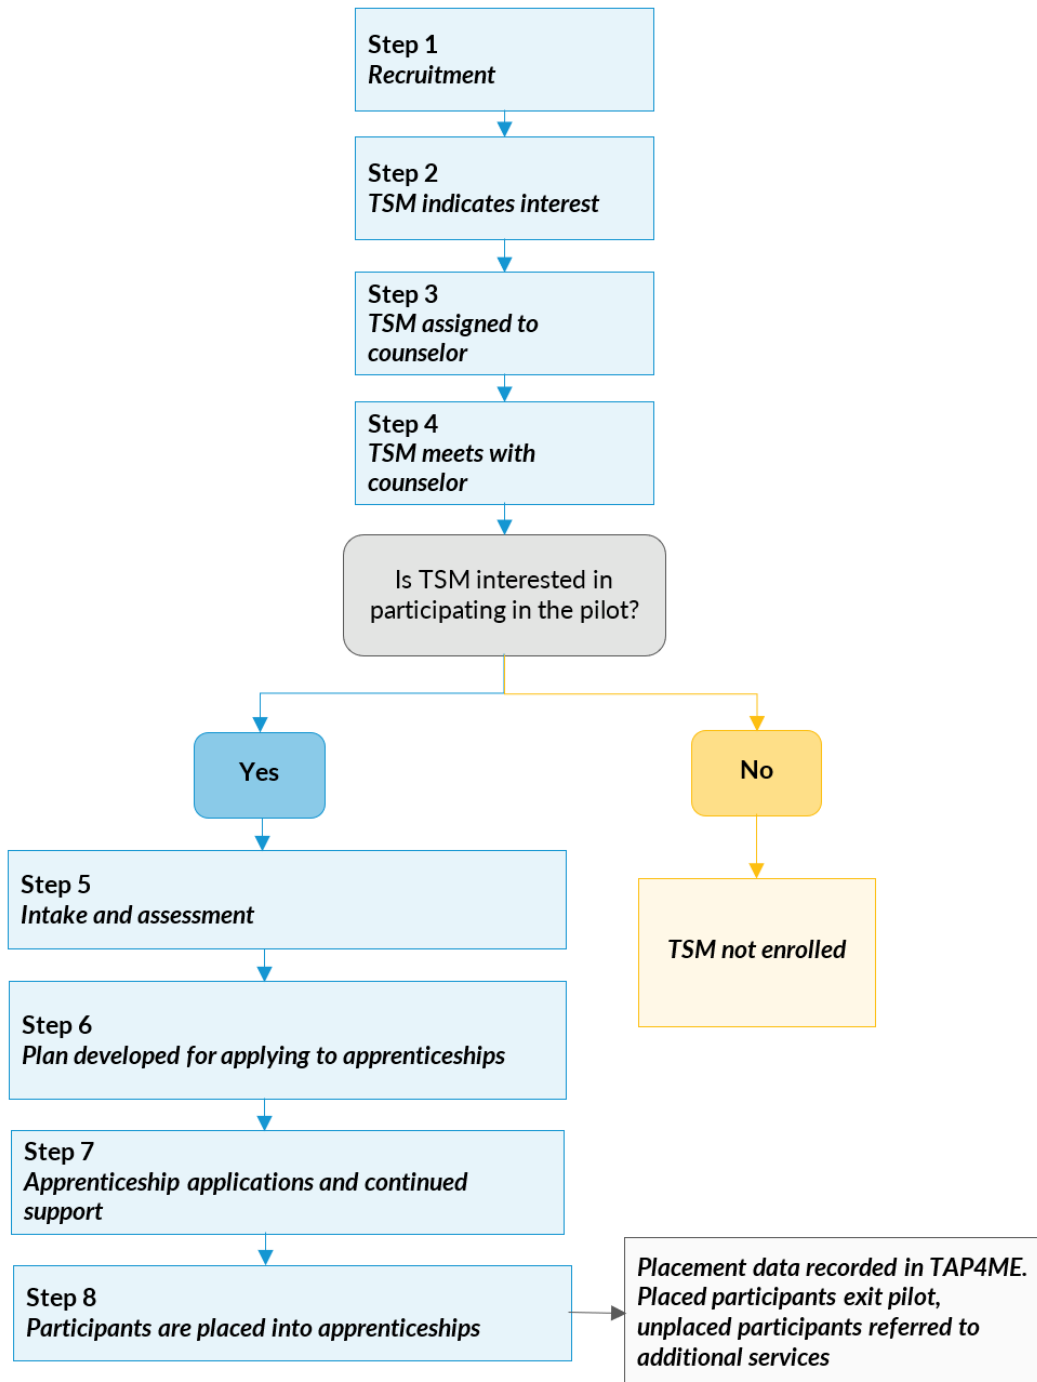 Step 1
Recruitment
Step 2
TSM indicates interest
Step 3
TSM assigned to
counselor
Step 4
TSM meets with
counselor
Is TSM interested in
participating in the pilot?
Yes
No
Step 5
Intake and assessment
TSM not enrolled
Step 6
Plan developed for applying to apprenticeships
Step 7
Apprenticeship applications and continued
support
Step 8
Participants are placed into apprenticeships
Placement data recorded in TAP4ME.
Placed participants exit pilot,
unplaced participants referred to
additional services